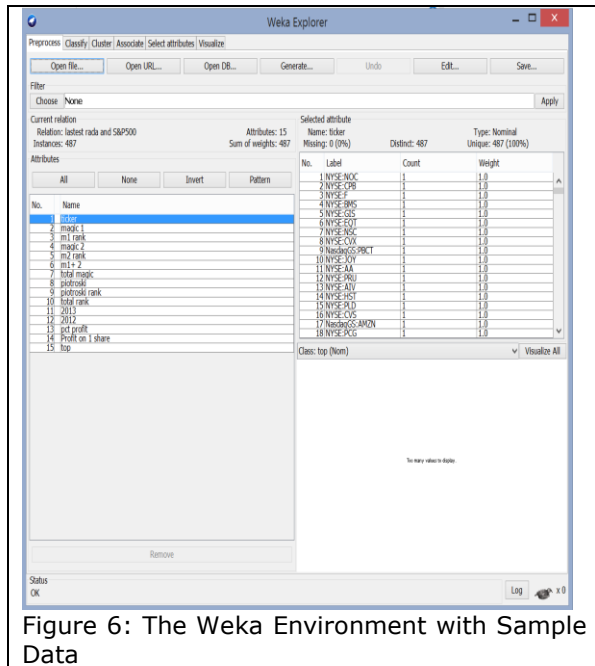 Weka Explorer
Preprocess Classify Cluster Associate Select attributes Visualize
Open file... Open URL... Open DB... Generate... Undo Edit... Save...
Filter
Choose None Apply
Current relation
Relation: lastest rada and S&P500 Attributes: 15
Instances: 487 Sum of weights: 487
Attributes
All None Invert Pattern
No. Name
1 ticker
2 magic 1
3 m1 rank
4 magic 2
5 m2 rank
6 m1+ 2
7 total magic
8 piotroski
9 piotroski rank
10 total rank
11 2013
12 2012
13 pct profit
14 Profit on 1 share
15 top
Remove
Selected attribute
Name: ticker Type: Nominal
Missing: 0 (0%) Distinct: 487 Unique: 487 (100%)
No. Label Count Weight
1 NYSE:NOC 1 1.0
2 NYSE:CPB 1 1.0
3 NYSE:F 1 1.0
4 NYSE:BMS 1 1.0
5 NYSE:GIS 1 1.0
6 NYSE:EQT 1 1.0
7 NYSE:NSC 1 1.0
8 NYSE:CVX 1 1.0
9 NasdaqGS:PBCT 1 1.0
10 NYSE:JOY 1 1.0
11 NYSE:AA 1 1.0
12 NYSE:PRU 1 1.0
13 NYSE:AIV 1 1.0
14 NYSE:HST 1 1.0
15 NYSE:PLD 1 1.0
16 NYSE:CVS 1 1.0
17 NasdaqGS:AMZN 1 1.0
18 NYSE:PCG 1 1.0
Class: top (Nom) Visualize All
Too many values to display.
Status
OK Log x 0
Figure 6: The Weka Environment with Sample
Data